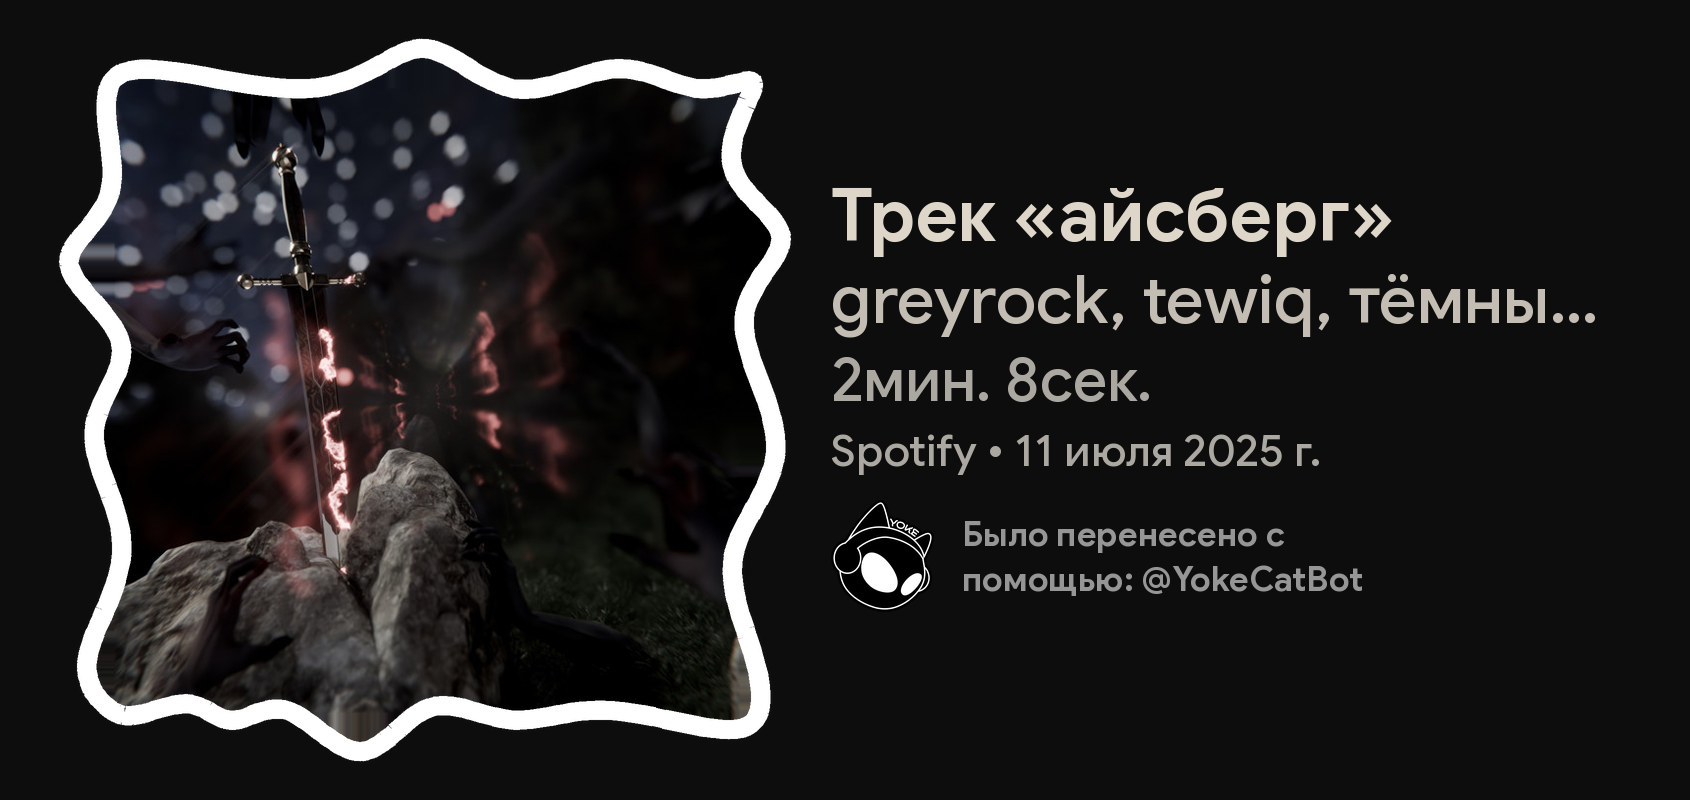 Трек «айсберг»
greyrock, tewiq, тёмны...
2мин. 8сек.
Spotify • 11 июля 2025 г.
YOKE
Было перенесено с
помощью: @YokeCatBot